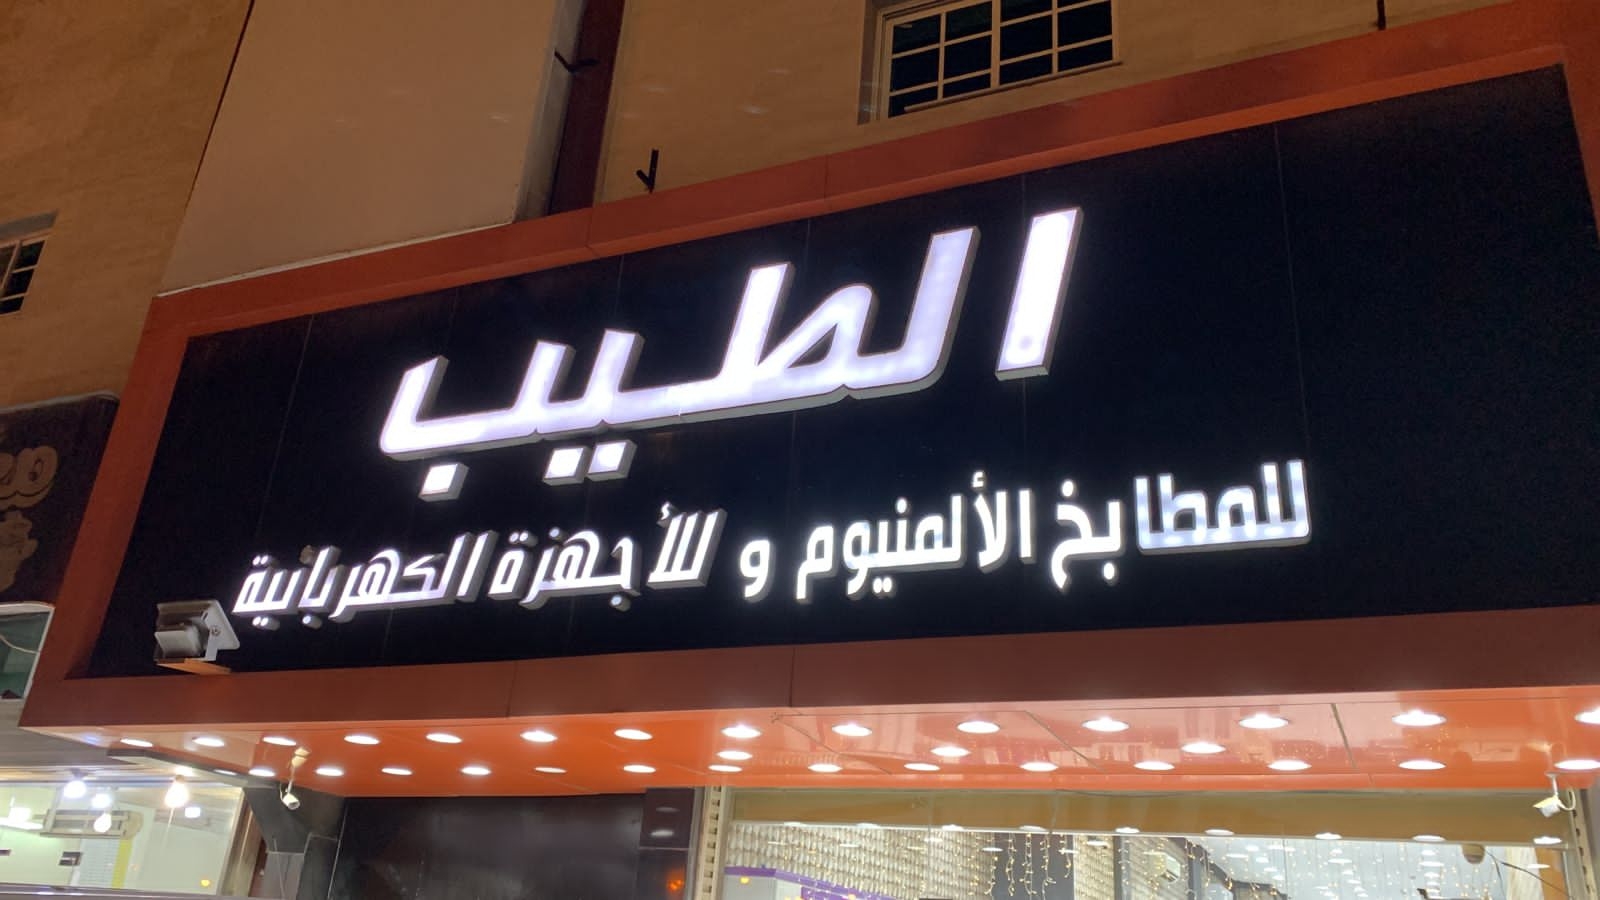 الطيب
للمطابخ الألمنيوم و للأجهزة الكهربائية